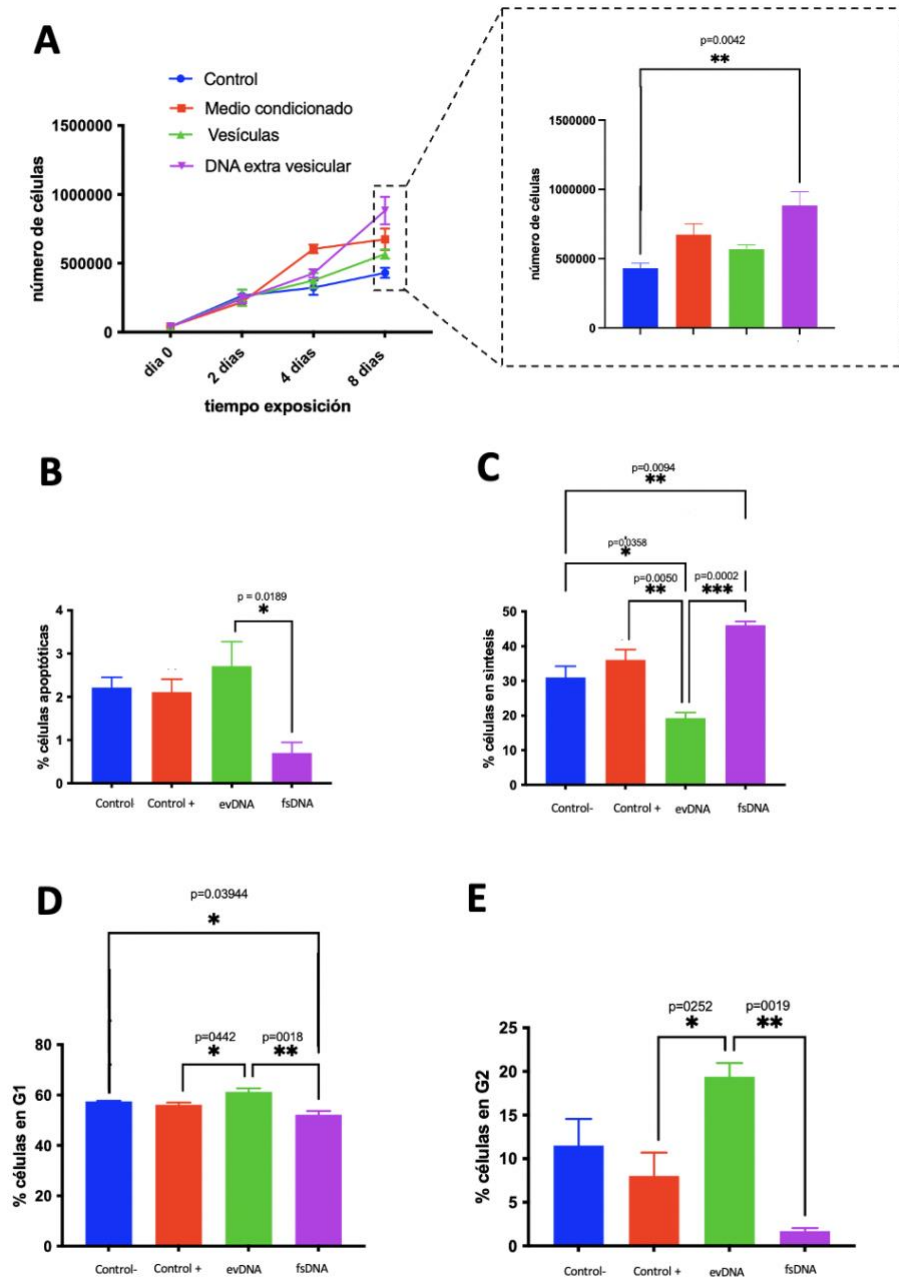 A
Control
Medio condicionado
Vesículas
DNA extra vesicular
número de células
1500000
1000000
500000
0
dia 0
2 dias
4 dias
8 dias
tiempo exposición
p=0.0042
**
número de células
1500000
1000000
500000
0
B
p = 0.0189
*
% células apoptóticas
4
3
2
1
0
Control-
Control +
evDNA
fsDNA
C
p=0.0094
**
p=0.0358
*
p=0.0050
**
p=0.0002
***
% células en sintesis
50
40
30
20
10
0
Control-
Control +
evDNA
fsDNA
D
p=0.03944
*
p=0442
*
p=0018
**
% células en G1
80
60
40
20
0
Control-
Control +
evDNA
fsDNA
E
p=0252
*
p=0019
**
% células en G2
25
20
15
10
5
0
Control-
Control +
evDNA
fsDNA